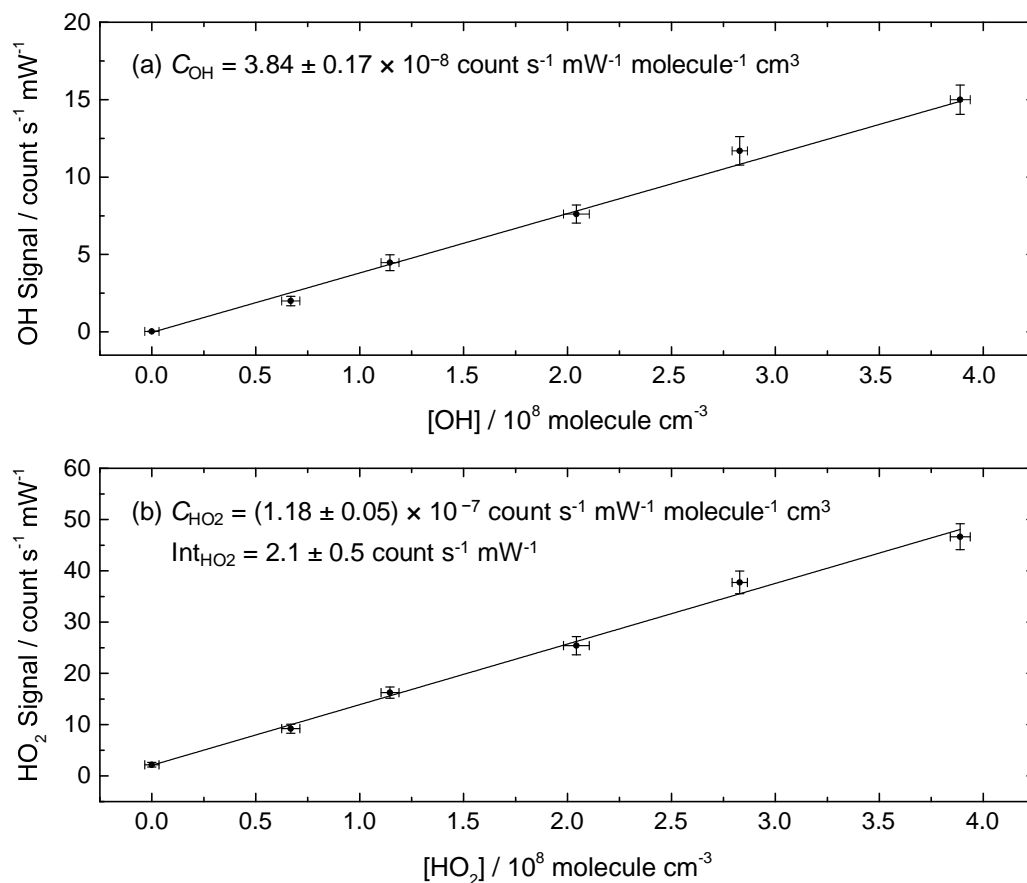 (a) C_OH = 3.84 ± 0.17 × 10⁻⁸ count s⁻¹ mW⁻¹ molecule⁻¹ cm³
OH Signal / count s⁻¹ mW⁻¹
20
15
10
5
0
0.0 0.5 1.0 1.5 2.0 2.5 3.0 3.5 4.0
[OH] / 10⁸ molecule cm⁻³
(b) C_HO2 = (1.18 ± 0.05) × 10⁻⁷ count s⁻¹ mW⁻¹ molecule⁻¹ cm³
Int_HO2 = 2.1 ± 0.5 count s⁻¹ mW⁻¹
HO₂ Signal / count s⁻¹ mW⁻¹
60
50
40
30
20
10
0
0.0 0.5 1.0 1.5 2.0 2.5 3.0 3.5 4.0
[HO₂] / 10⁸ molecule cm⁻³